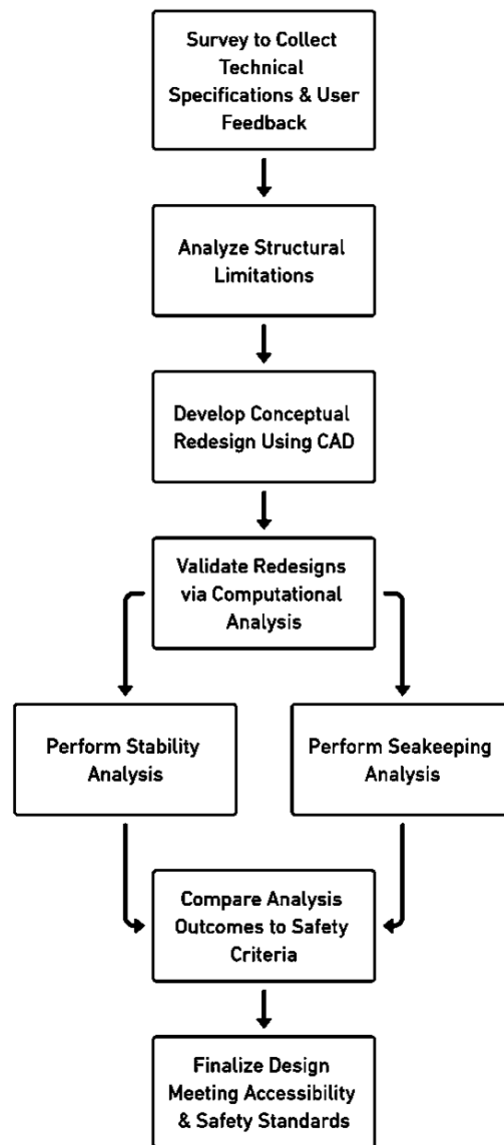 Survey to Collect
Technical
Specifications & User
Feedback
Analyze Structural
Limitations
Develop Conceptual
Redesign Using CAD
Validate Redesigns
via Computational
Analysis
Perform Stability
Analysis
Perform Seakeeping
Analysis
Compare Analysis
Outcomes to Safety
Criteria
Finalize Design
Meeting Accessibility
& Safety Standards